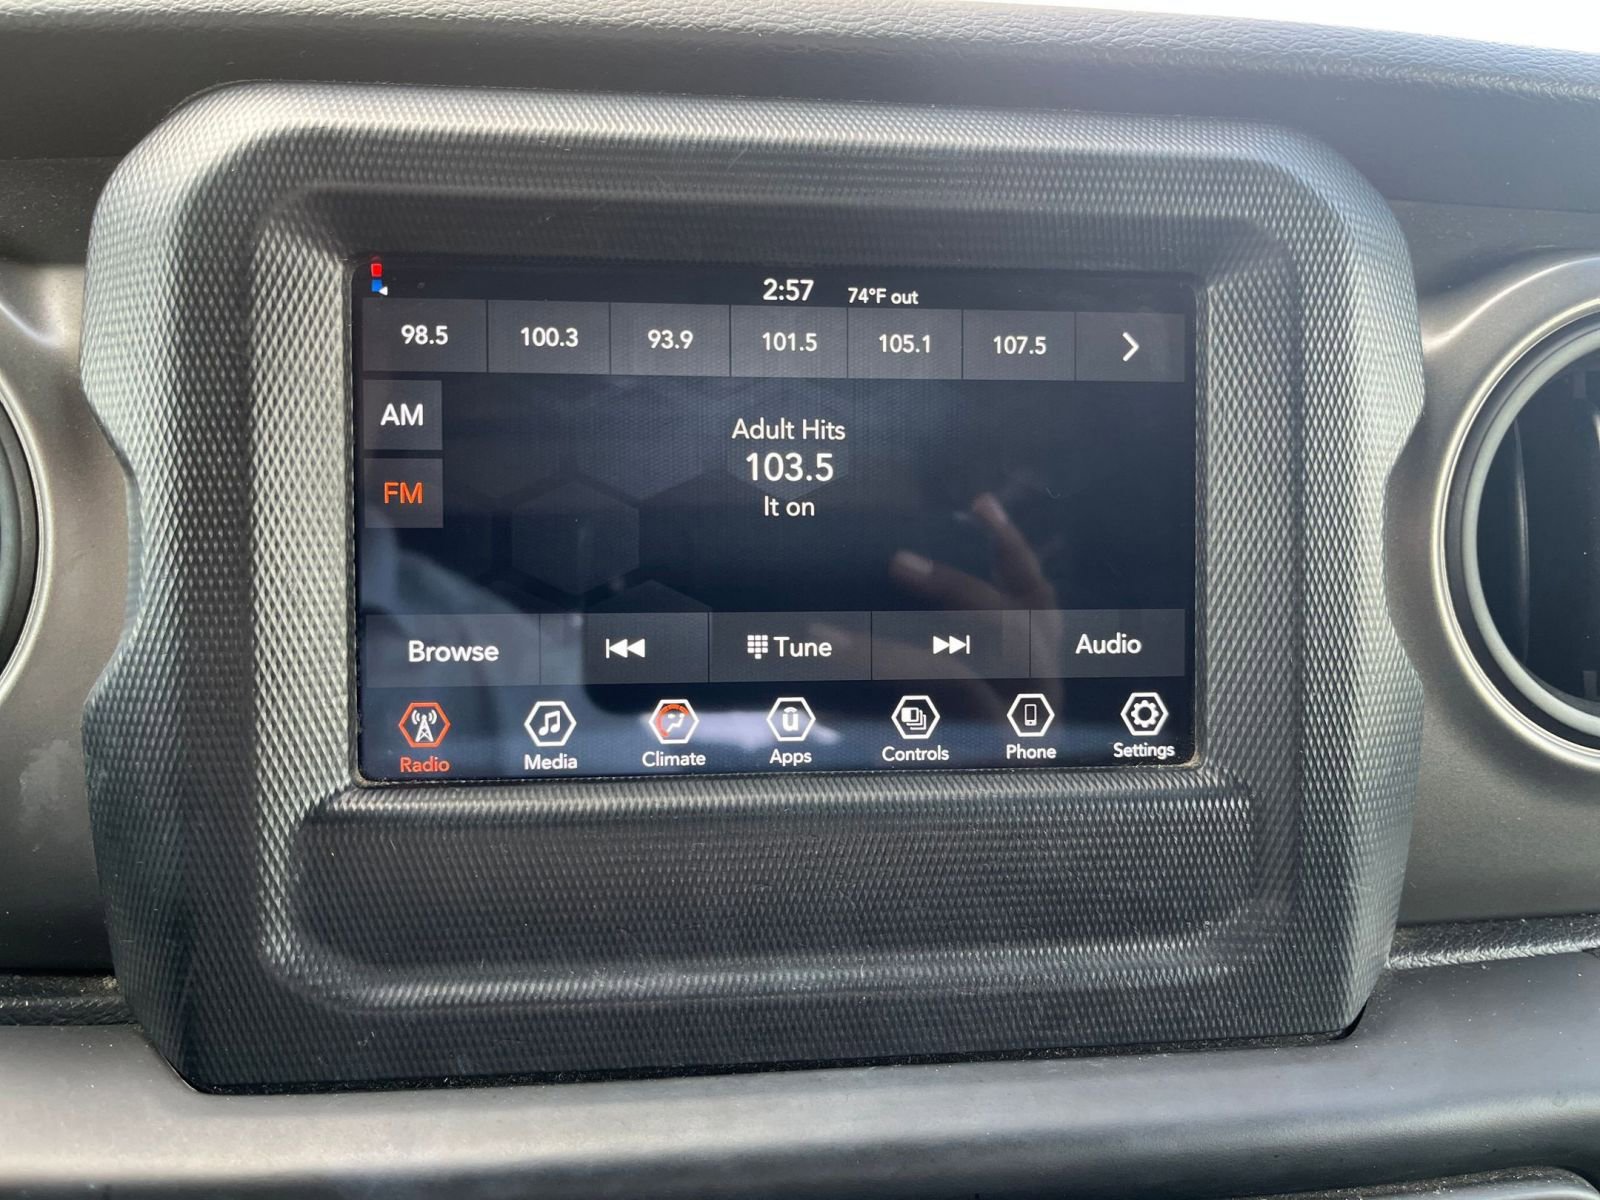 2:57 74°F out
98.5 100.3 93.9 101.5 105.1 107.5
AM
Adult Hits
103.5
FM
It on
Browse Tune Audio
Radio Media Climate Apps Controls Phone Settings